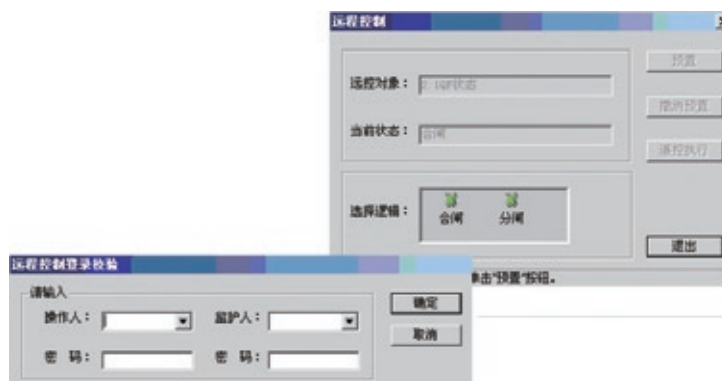 远程控制
预置
远控对象：
撤消预置
当前状态： 合闸
遥控执行
选择逻辑： 合闸 分闸
退出
单击"预置"按钮。
远程控制登录校验
请输入
操作人： 监护人： 确定
取消
密 码： 密 码：